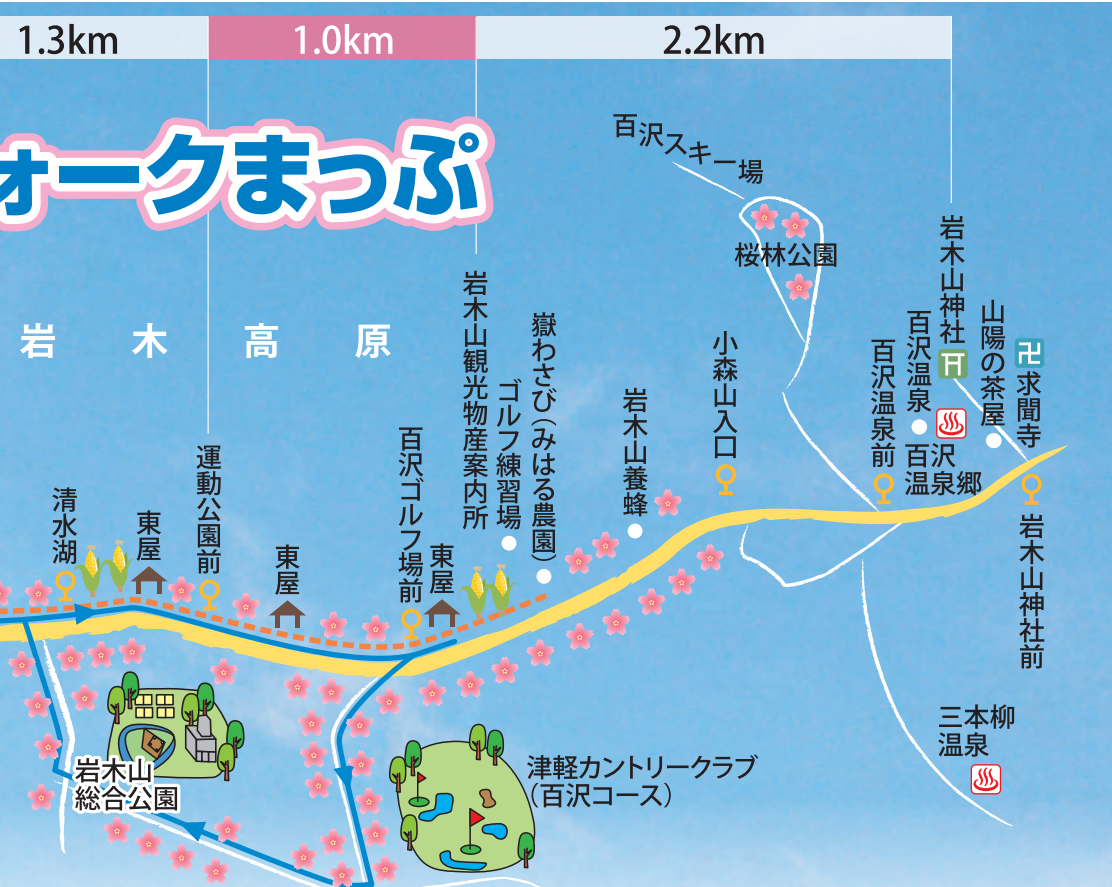 1.3km
1.0km
2.2km
ォークまっぷ
百沢スキー場
桜林公園
岩木高原
清水湖
東屋
運動公園前
東屋
百沢ゴルフ場前
東屋
岩木山観光物産案内所
ゴルフ練習場
嶽わさび(みはる農園)
岩木山養蜂
小森山入口
百沢温泉前
百沢温泉
百沢
温泉郷
岩木山神社
山陽の茶屋
卍
求聞寺
岩木山神社前
三本柳
温泉
岩木山
総合公園
津軽カントリークラブ
(百沢コース)